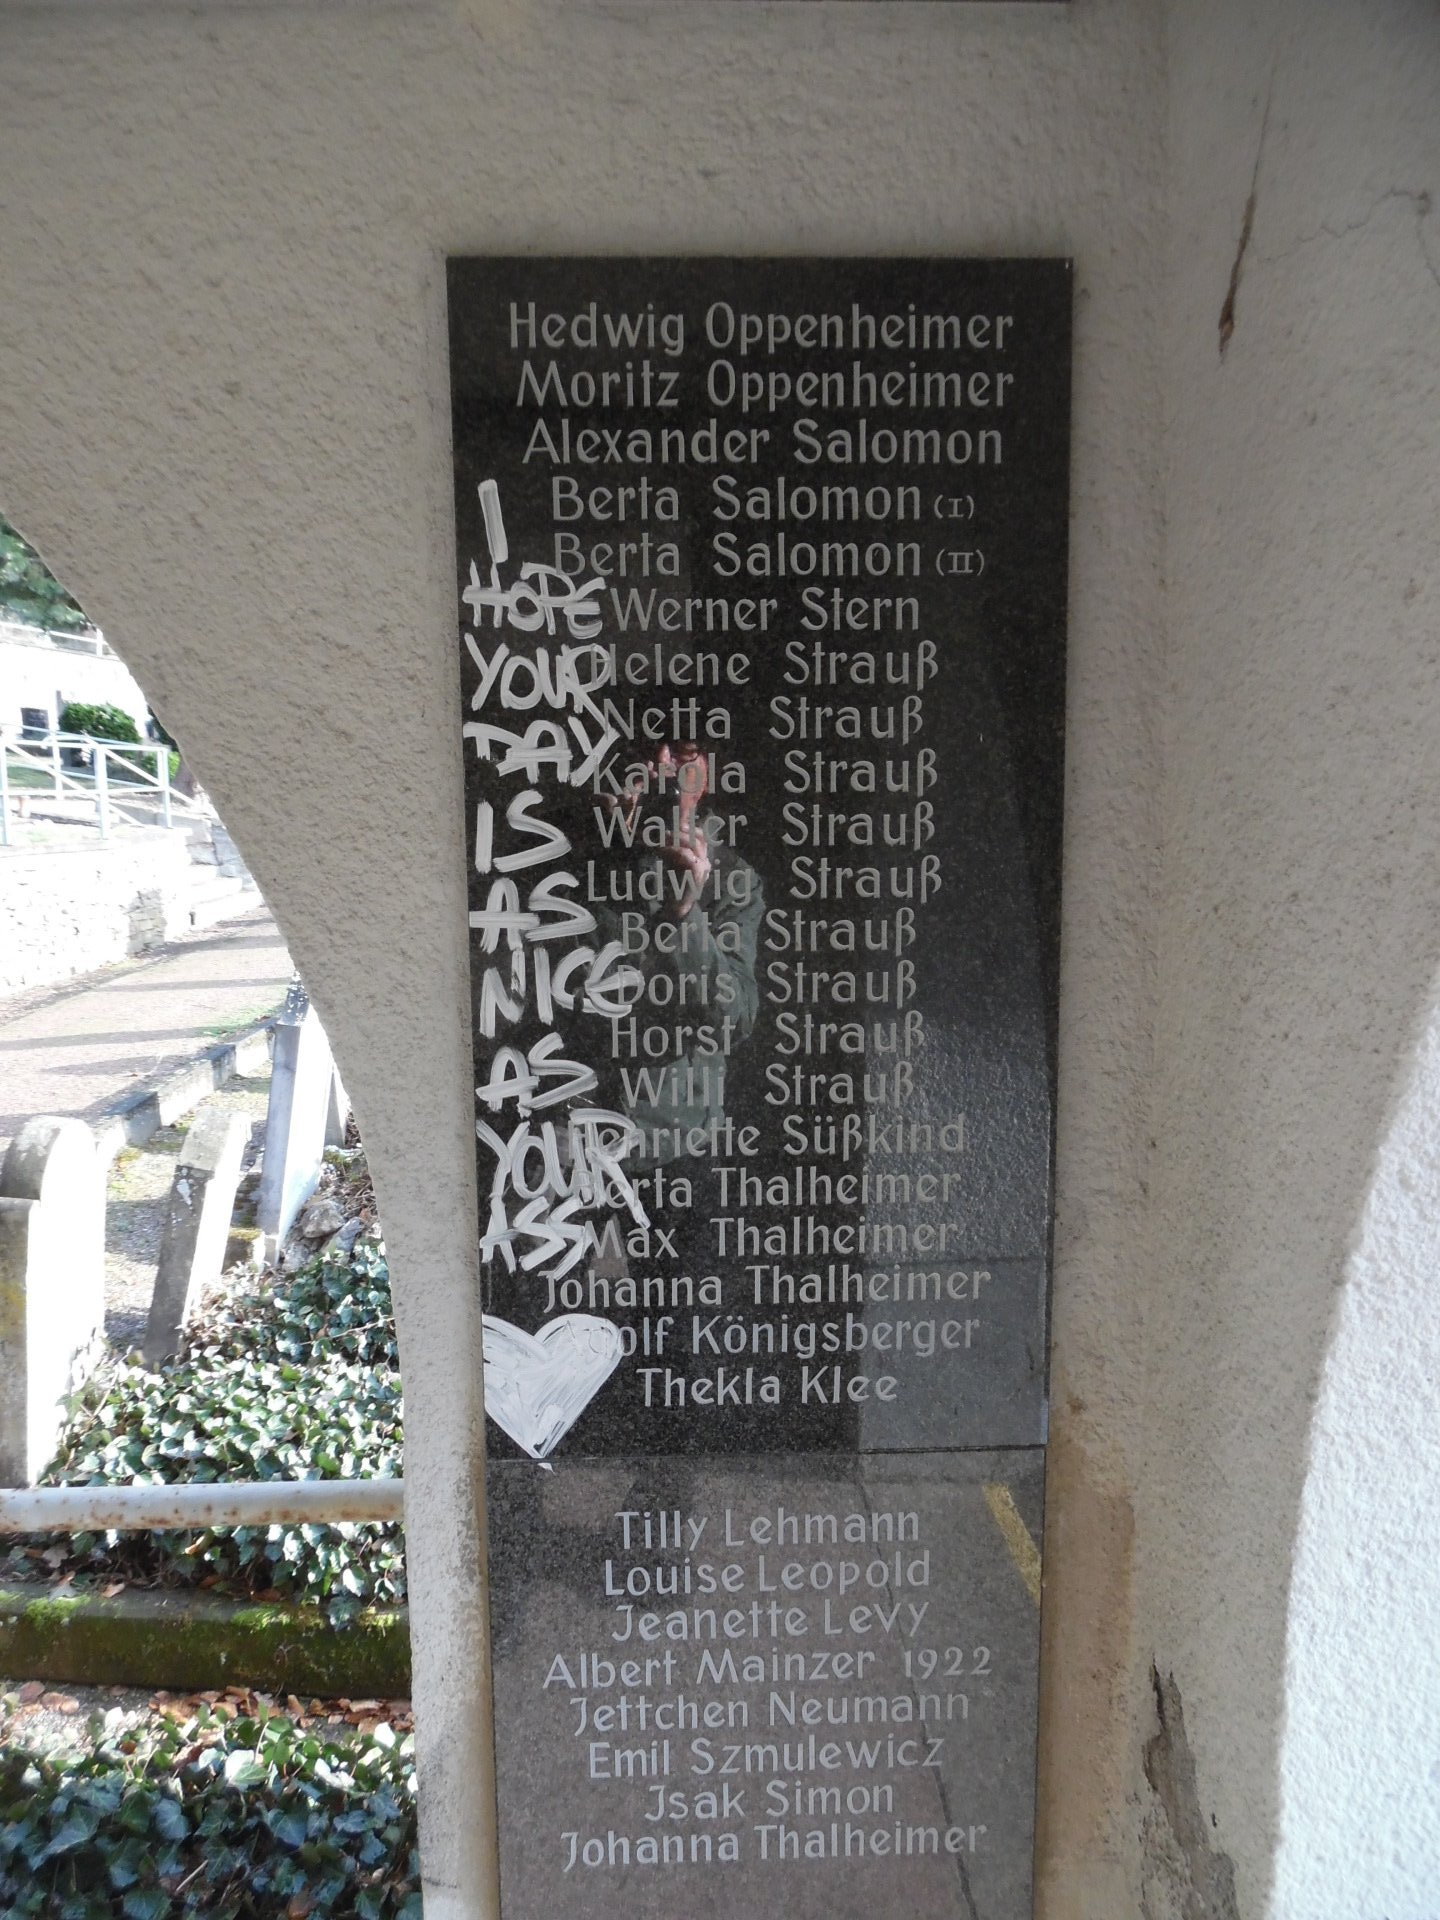 Hedwig Oppenheimer
Moritz Oppenheimer
Alexander Salomon
Berta Salomon (I)
Berta Salomon (II)
Werner Stern
Helene Strauß
Netta Strauß
Karola Strauß
Walter Strauß
Ludwig Strauß
Berta Strauß
Doris Strauß
Horst Strauß
Willi Strauß
Henriette Süßkind
Berta Thalheimer
Max Thalheimer
Johanna Thalheimer
Adolf Königsberger
Thekla Klee
Tilly Lehmann
Louise Leopold
Jeanette Levy
Albert Mainzer 1922
Jettchen Neumann
Emil Szmulewicz
Jsak Simon
Johanna Thalheimer
I
HOPE
YOUR
DAY
IS
AS
NICE
AS
YOUR
ASS